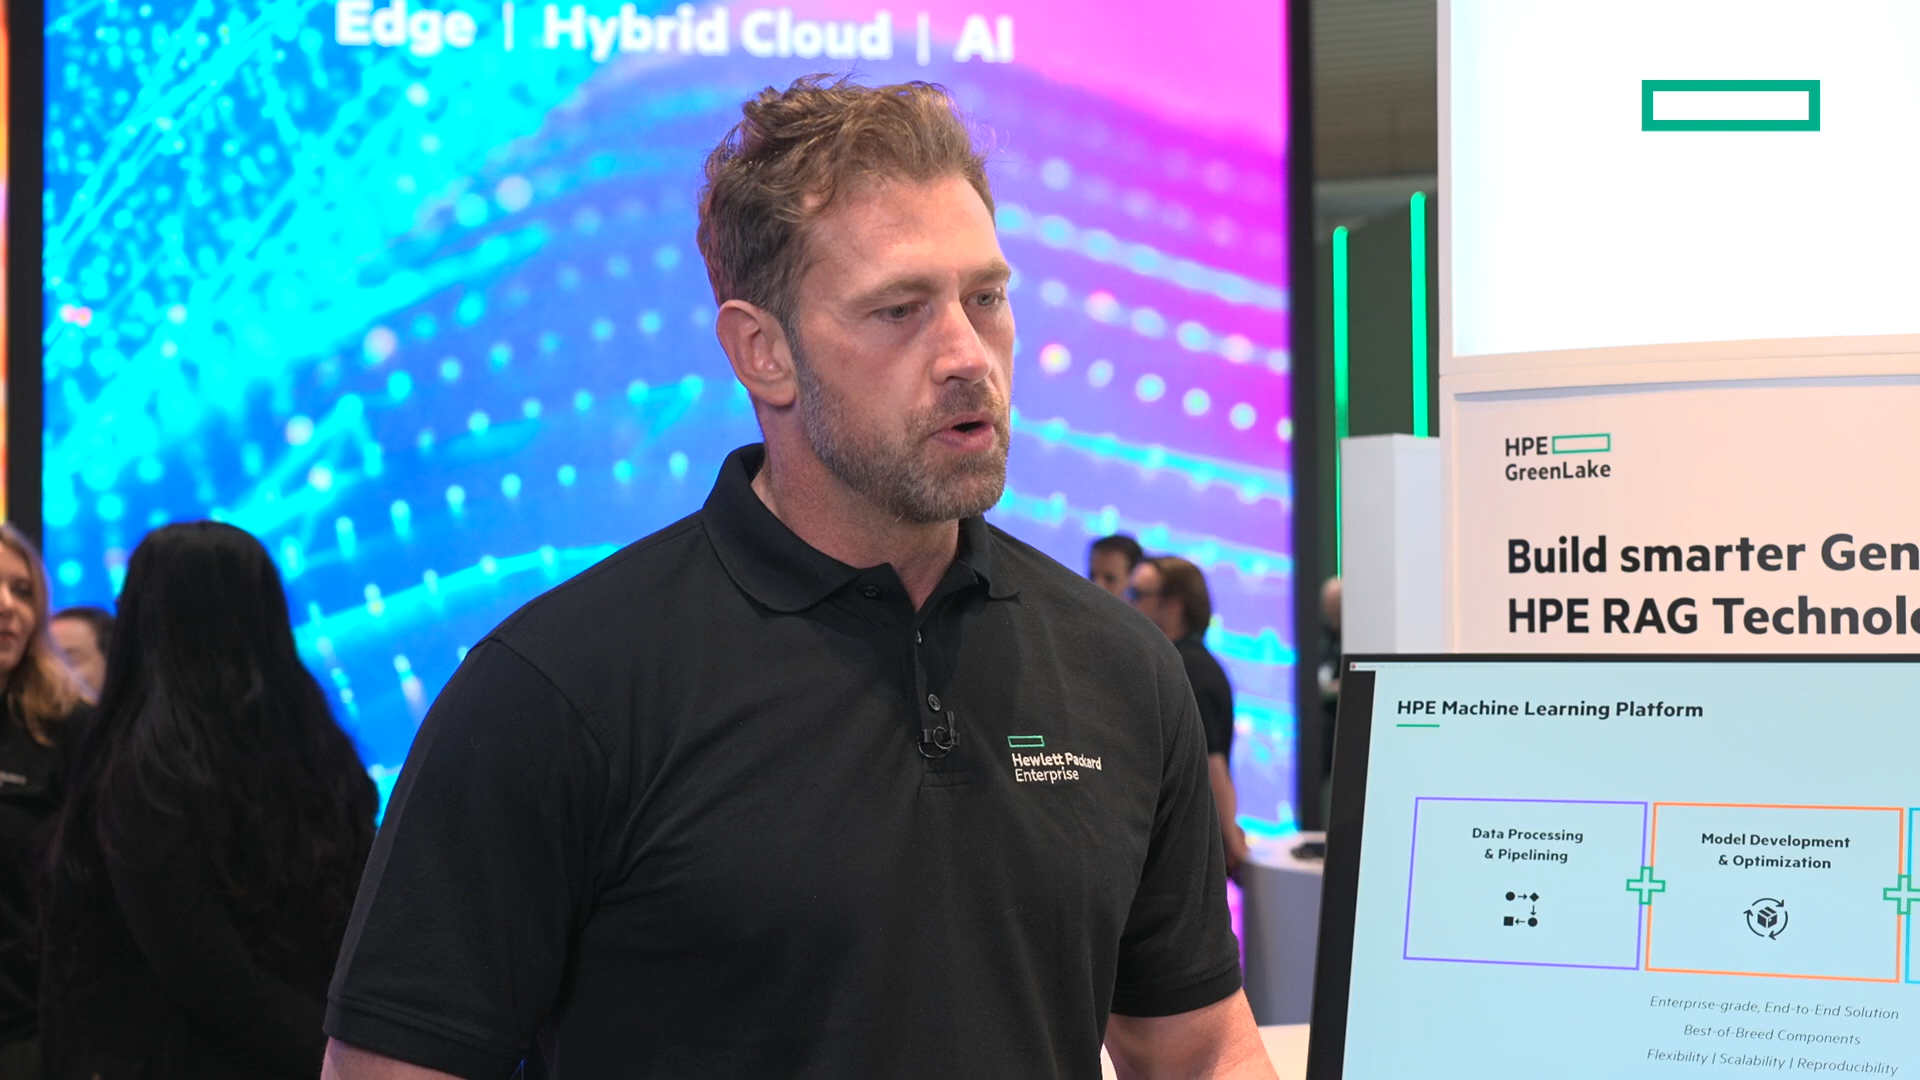 Edge | Hybrid Cloud | AI
HPE
GreenLake
Build smarter Gen
HPE RAG Technolo
HPE Machine Learning Platform
Data Processing
& Pipelining
Model Development
& Optimization
Enterprise-grade, End-to-End Solution
Best-of-Breed Components
Flexibility | Scalability | Reproducibility
Hewlett Packard
Enterprise